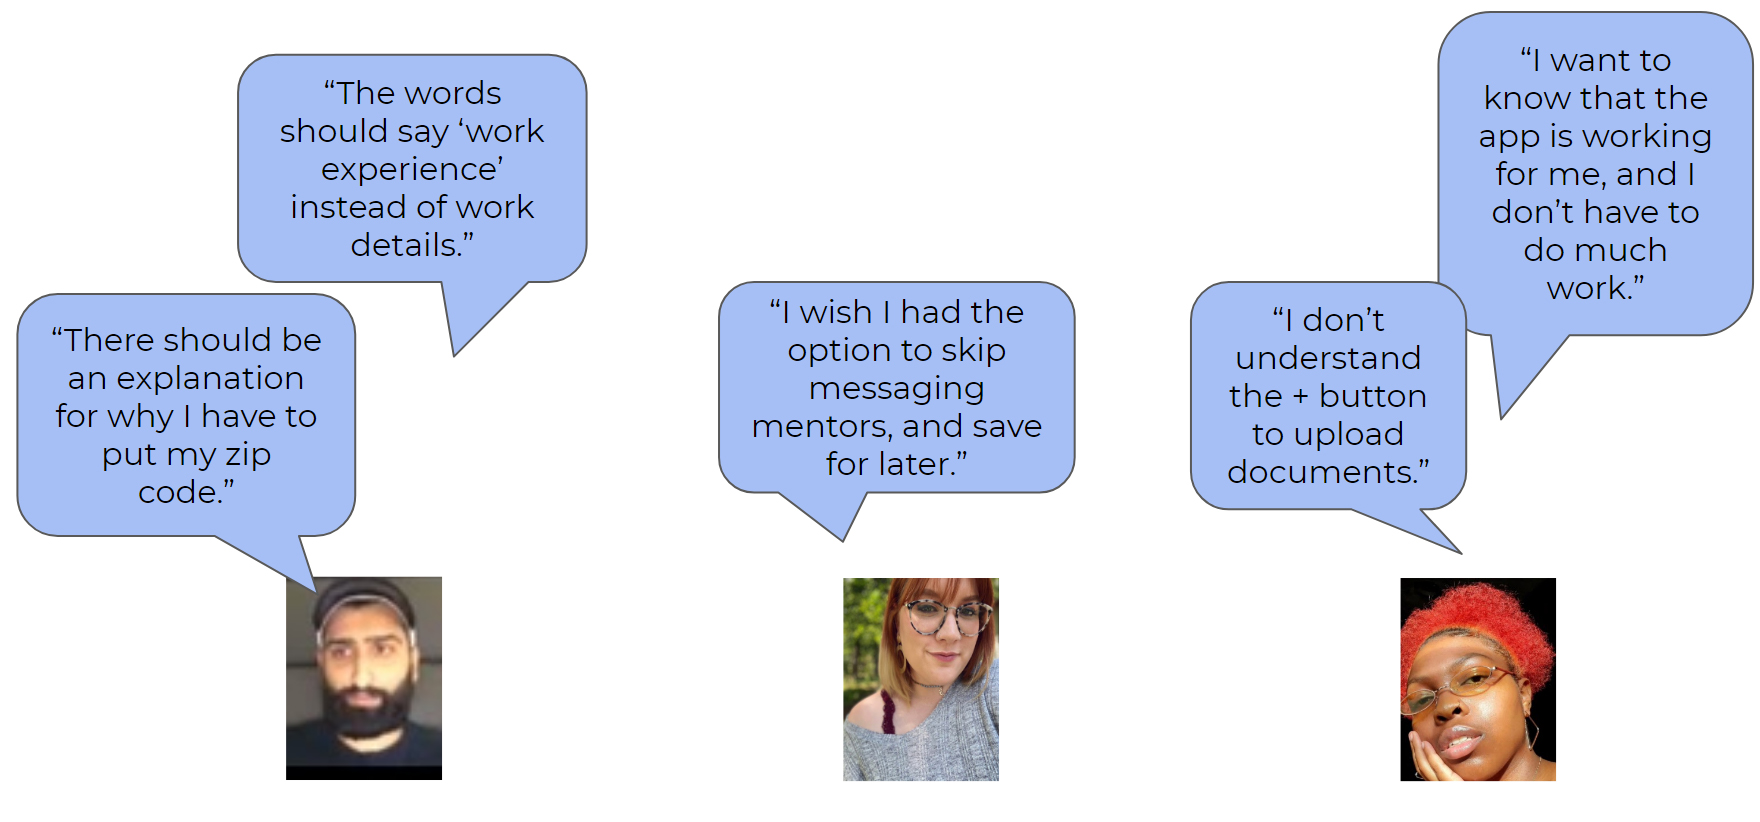 “The words
should say ‘work
experience’
instead of work
details.”
“There should be
an explanation
for why I have to
put my zip
code.”
“I wish I had the
option to skip
messaging
mentors, and save
for later.”
“I don’t
understand
the + button
to upload
documents.”
“I want to
know that the
app is working
for me, and I
don’t have to
do much
work.”